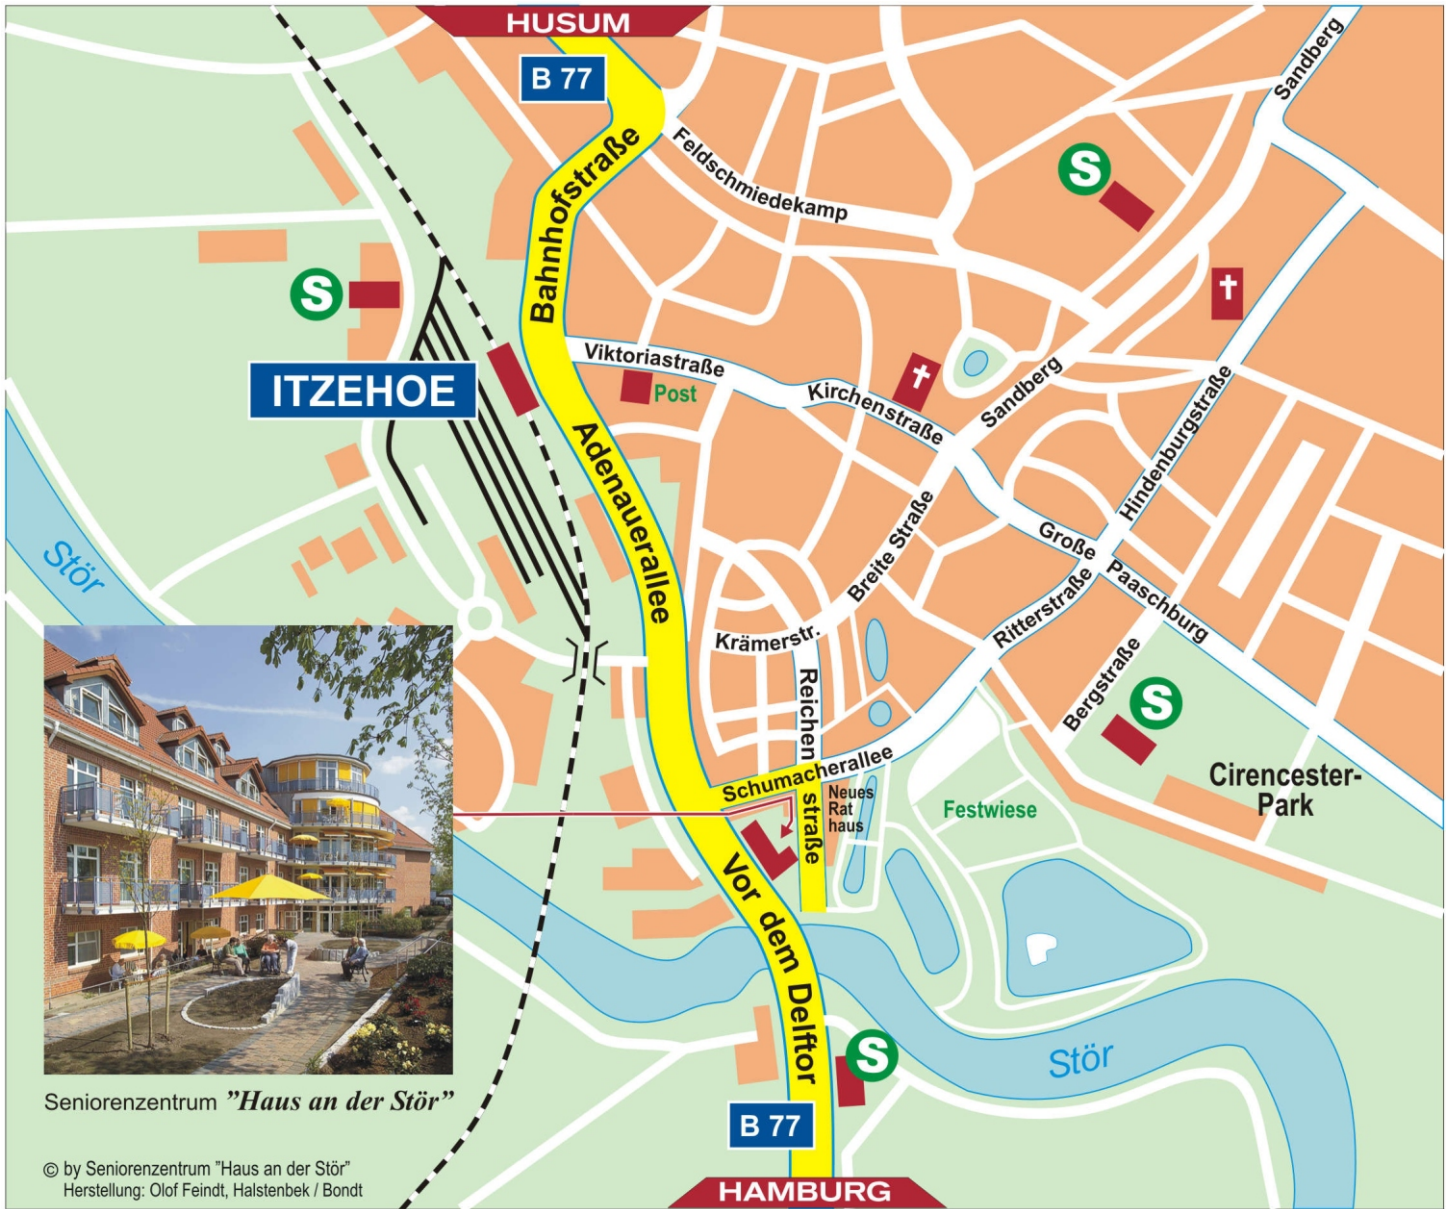 HUSUM
B 77
Sandberg
Bahnhofstraße
Feldschmiedekamp
S
S
ITZEHOE
Viktoriastraße
Post
Kirchenstraße
Sandberg
Hindenburgstraße
Adenauerallee
Stör
Breite Straße
Große Paaschburg
Ritterstraße
Krämerstr.
Reichenstraße
Bergstraße
S
Schumacherallee
Neues
Rat
haus
Festwiese
Cirencester-
Park
Vor dem Delftor
S
Stör
B 77
HAMBURG
Seniorenzentrum ”Haus an der Stör”
© by Seniorenzentrum ”Haus an der Stör”
Herstellung: Olof Feindt, Halstenbek / Bondt